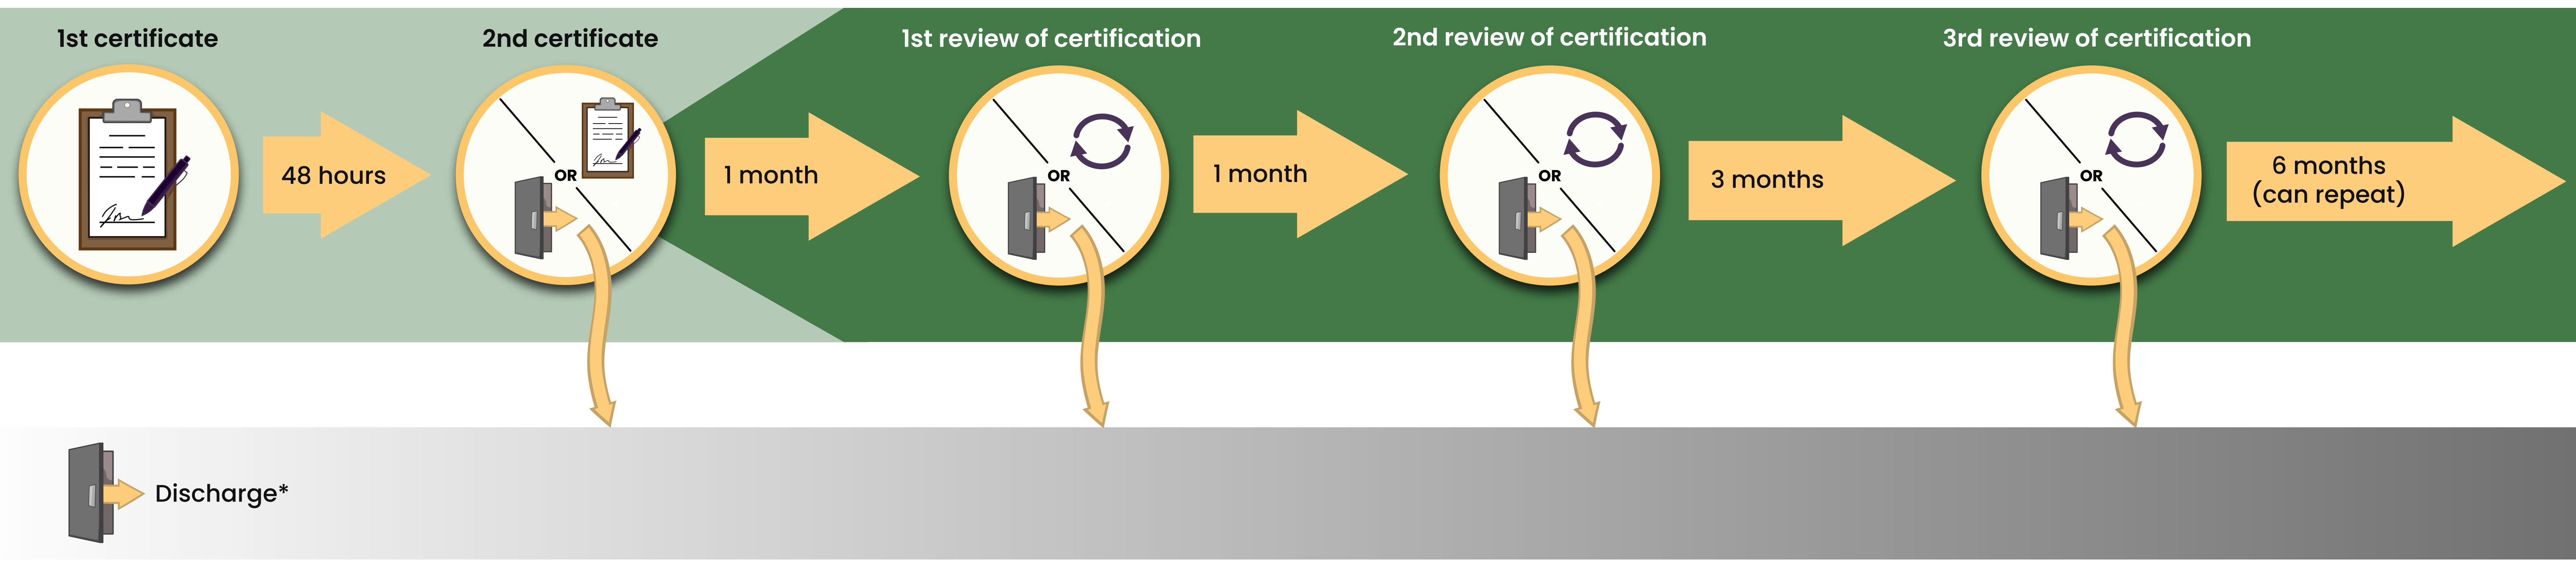 1st certificate
2nd certificate
1st review of certification
2nd review of certification
3rd review of certification
48 hours
OR
1 month
OR
1 month
OR
3 months
OR
6 months
(can repeat)
Discharge*